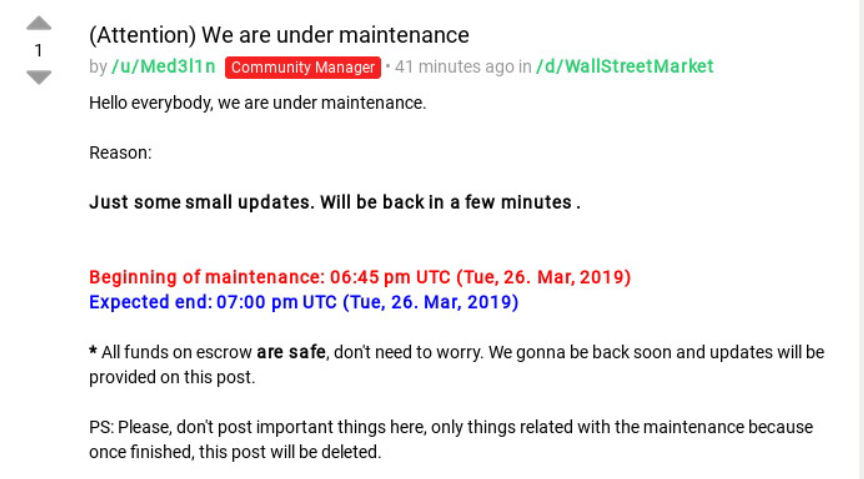 (Attention) We are under maintenance
1
by /u/Med3l1n Community Manager • 41 minutes ago in /d/WallStreetMarket
Hello everybody, we are under maintenance.
Reason:
Just some small updates. Will be back in a few minutes .
Beginning of maintenance: 06:45 pm UTC (Tue, 26. Mar, 2019)
Expected end: 07:00 pm UTC (Tue, 26. Mar, 2019)
* All funds on escrow are safe, don't need to worry. We gonna be back soon and updates will be
provided on this post.
PS: Please, don't post important things here, only things related with the maintenance because
once finished, this post will be deleted.